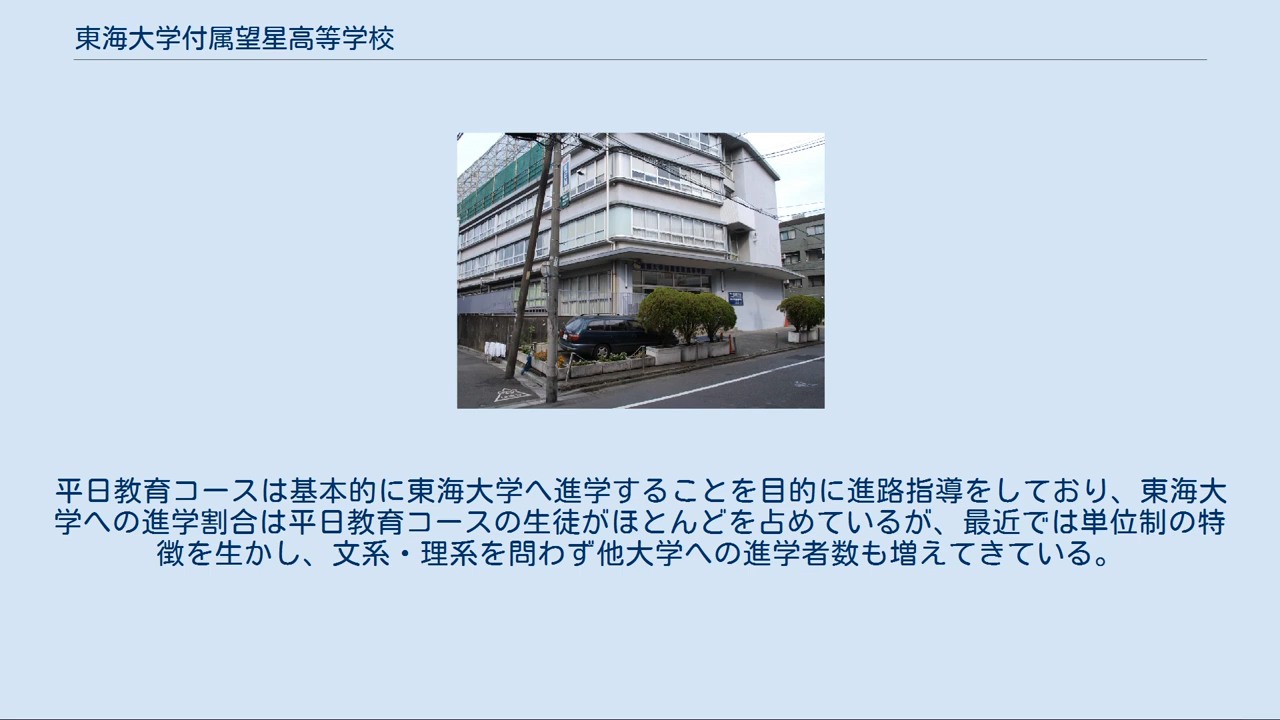 東海大学付属望星高等学校
平日教育コースは基本的に東海大学へ進学することを目的に進路指導をしており、東海大
学への進学割合は平日教育コースの生徒がほとんどを占めているが、最近では単位制の特
徴を生かし、文系・理系を問わず他大学への進学者数も増えてきている。